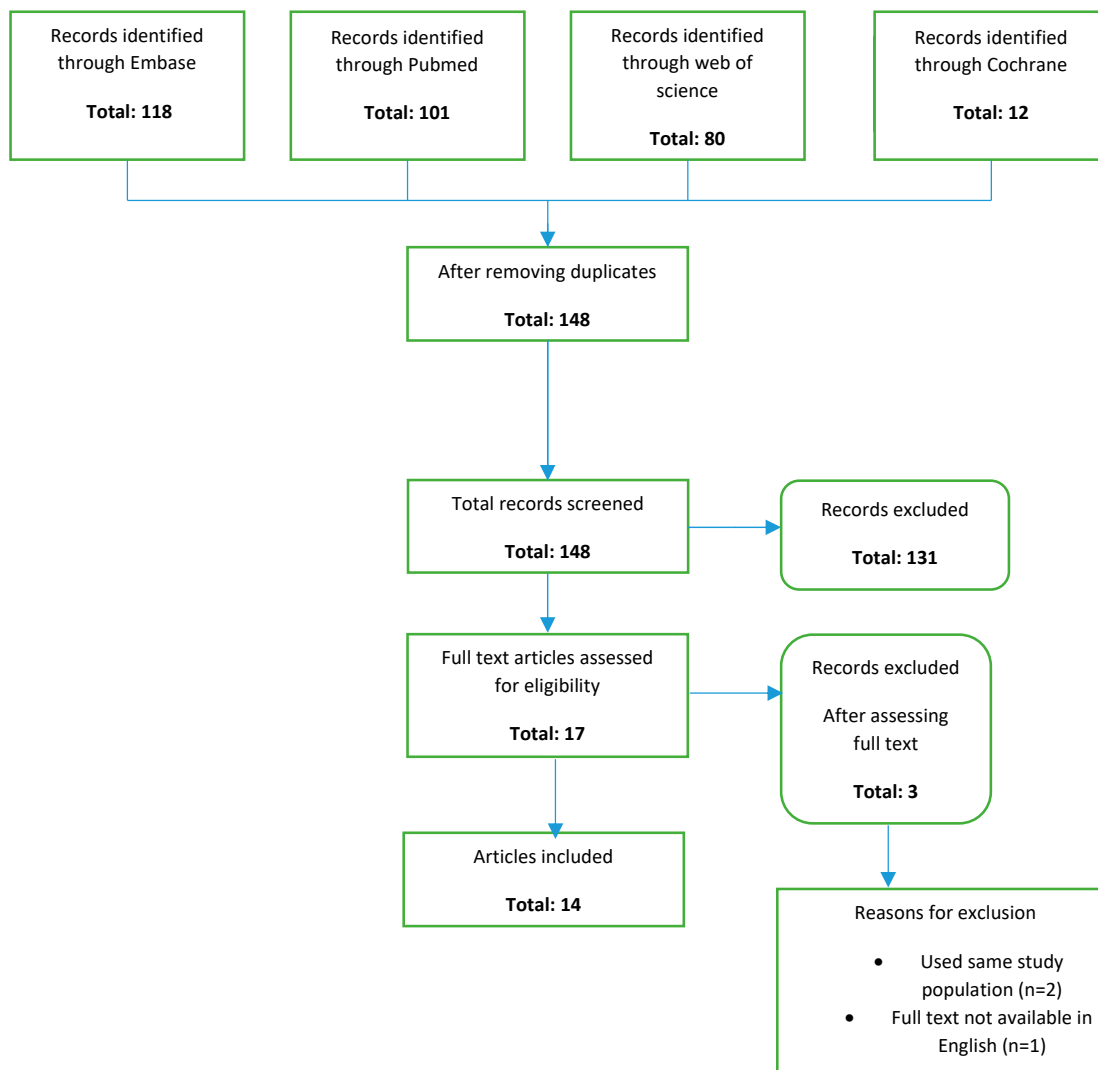 Records identified
through Embase
Total: 118
Records identified
through Pubmed
Total: 101
Records identified
through web of
science
Total: 80
Records identified
through Cochrane
Total: 12
After removing duplicates
Total: 148
Total records screened
Total: 148
Records excluded
Total: 131
Full text articles assessed
for eligibility
Total: 17
Records excluded
After assessing
full text
Total: 3
Articles included
Total: 14
Reasons for exclusion
• Used same study
population (n=2)
• Full text not available in
English (n=1)